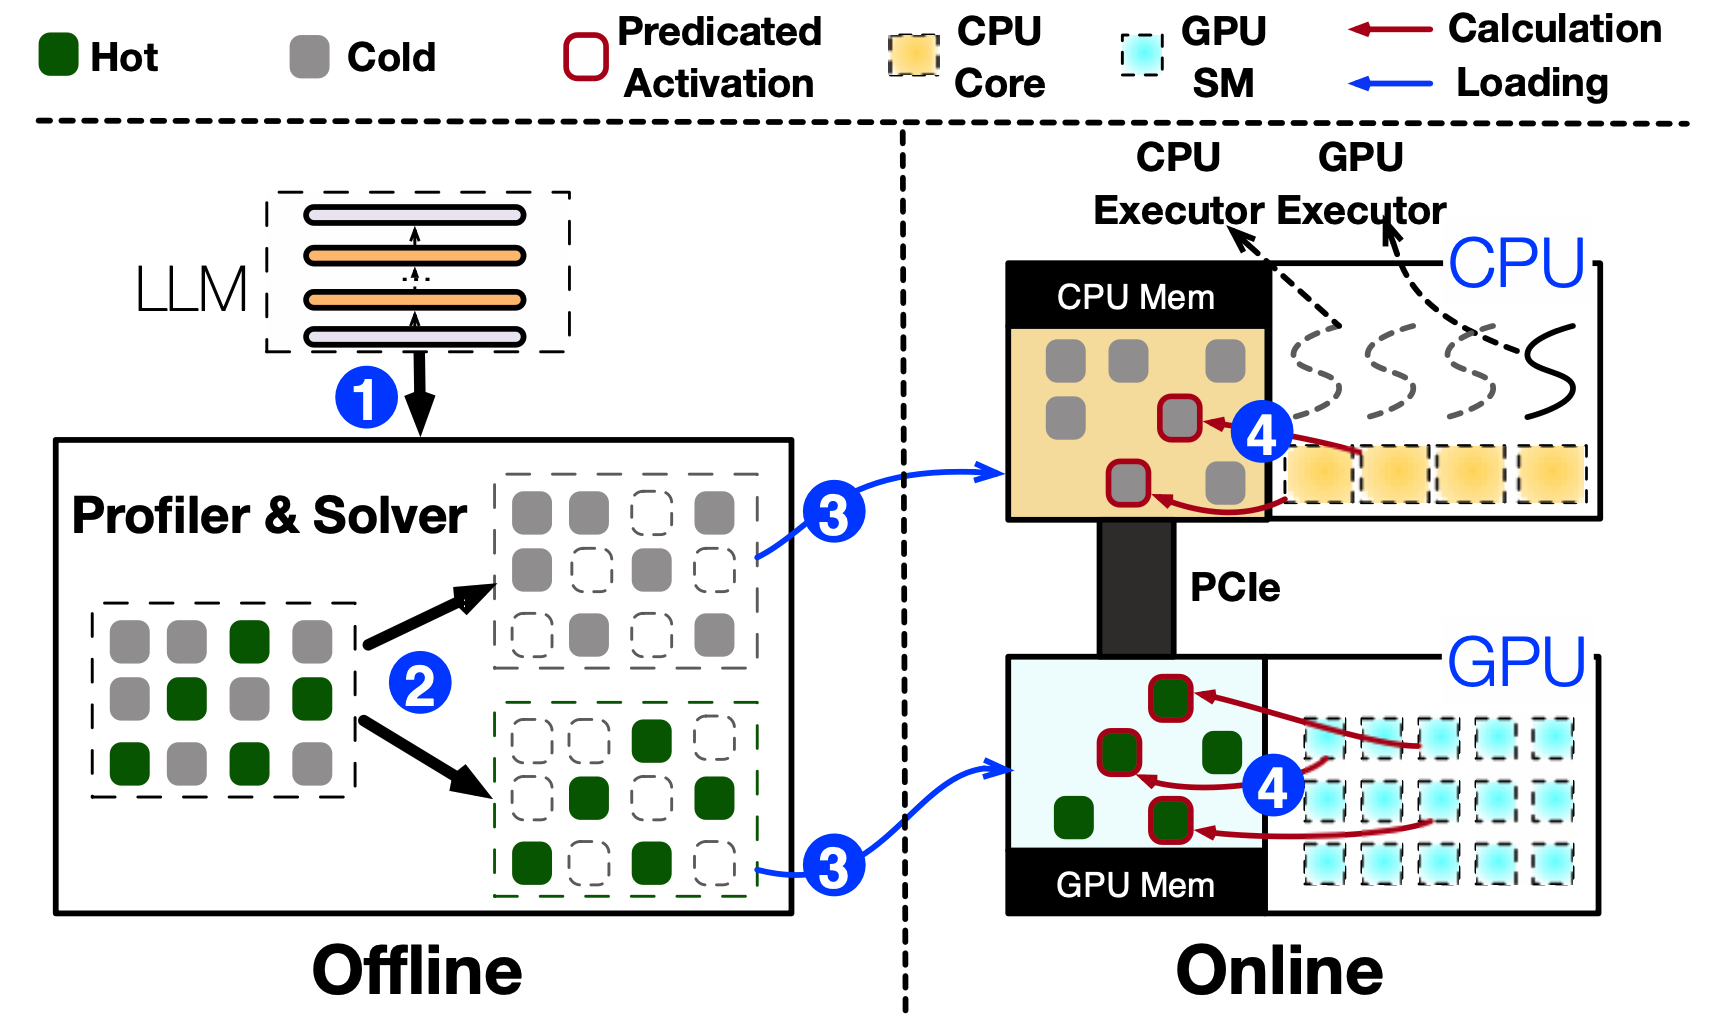 Hot
Cold
Predicated
Activation
CPU
Core
GPU
SM
Calculation
Loading
LLM
1
Profiler & Solver
2
3
3
Offline
CPU
Executor
GPU
Executor
CPU
CPU Mem
4
PCIe
GPU
4
GPU Mem
Online